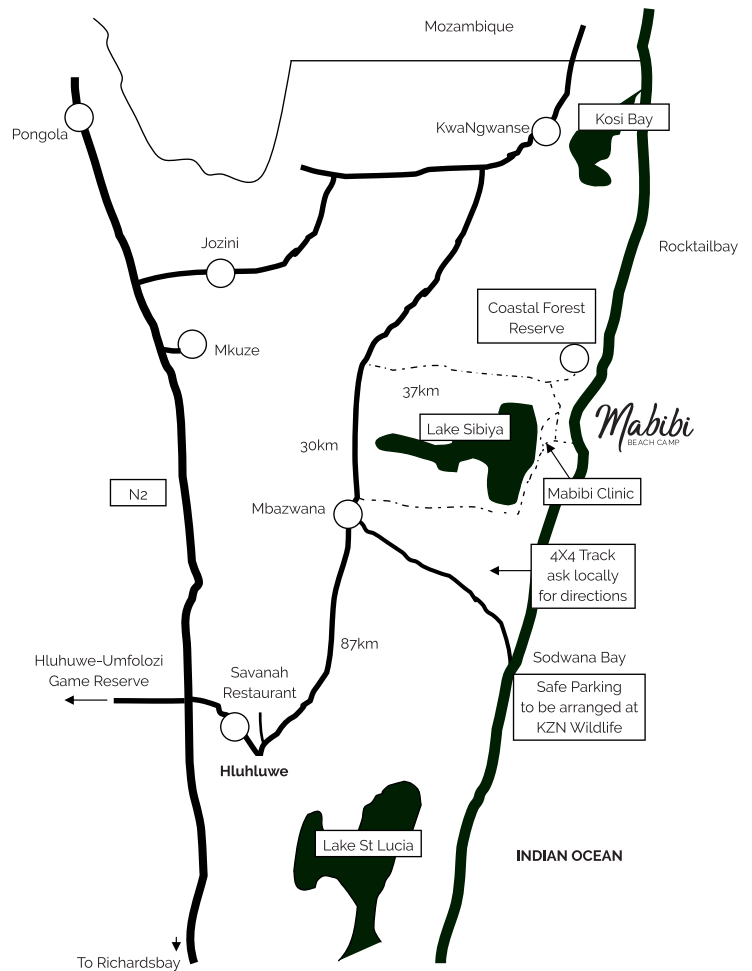 Mozambique
Pongola
KwaNgwanse
Kosi Bay
Jozini
Rocktailbay
Coastal Forest
Reserve
Mkuze
37km
Mabibi
BEACH CAMP
Lake Sibiya
30km
N2
Mabibi Clinic
Mbazwana
4X4 Track
ask locally
for directions
87km
Hluhuwe-Umfolozi
Game Reserve
Savanah
Restaurant
Sodwana Bay
Safe Parking
to be arranged at
KZN Wildlife
Hluhluwe
Lake St Lucia
INDIAN OCEAN
To Richardsbay